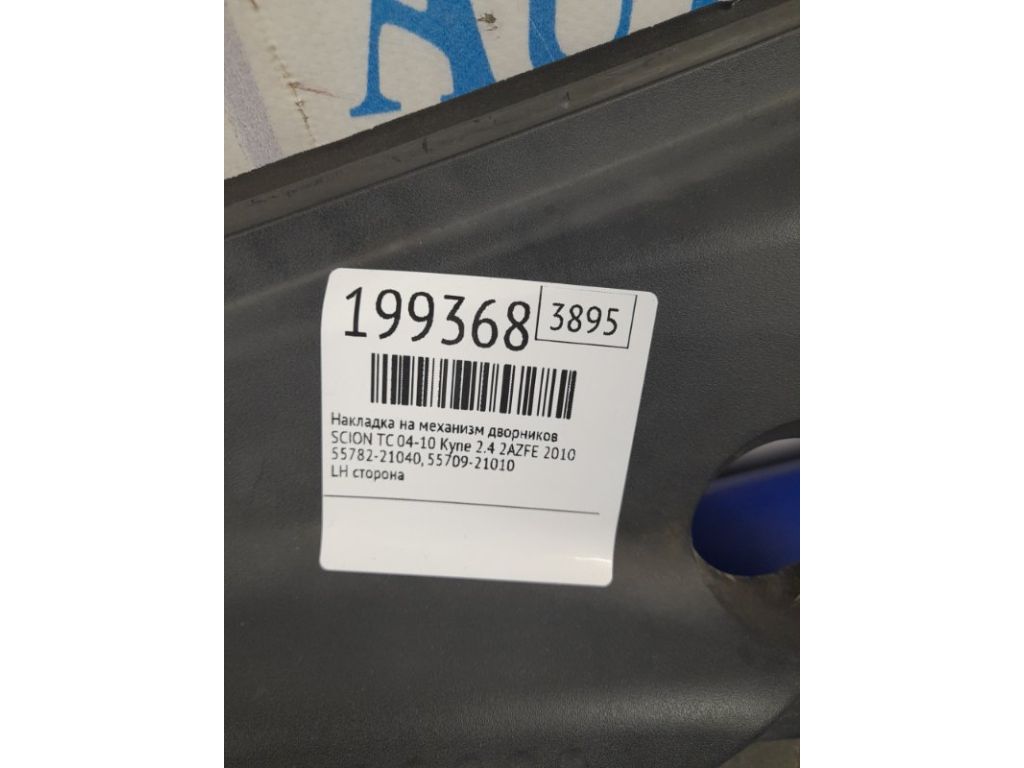 AU
199368 3895
Накладка на механизм дворников
SCION TC 04-10 Купе 2.4 2AZFE 2010
55782-21040, 55709-21010
LH сторона